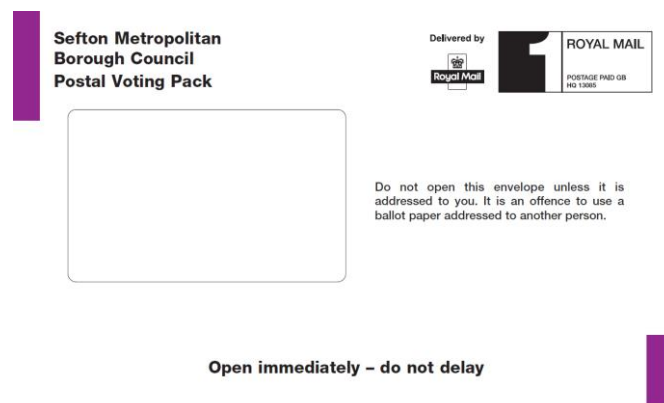 Sefton Metropolitan
Borough Council
Postal Voting Pack
Delivered by
Royal Mail
1
ROYAL MAIL
POSTAGE PAID GB
HQ 13085
Do not open this envelope unless it is
addressed to you. It is an offence to use a
ballot paper addressed to another person.
Open immediately – do not delay